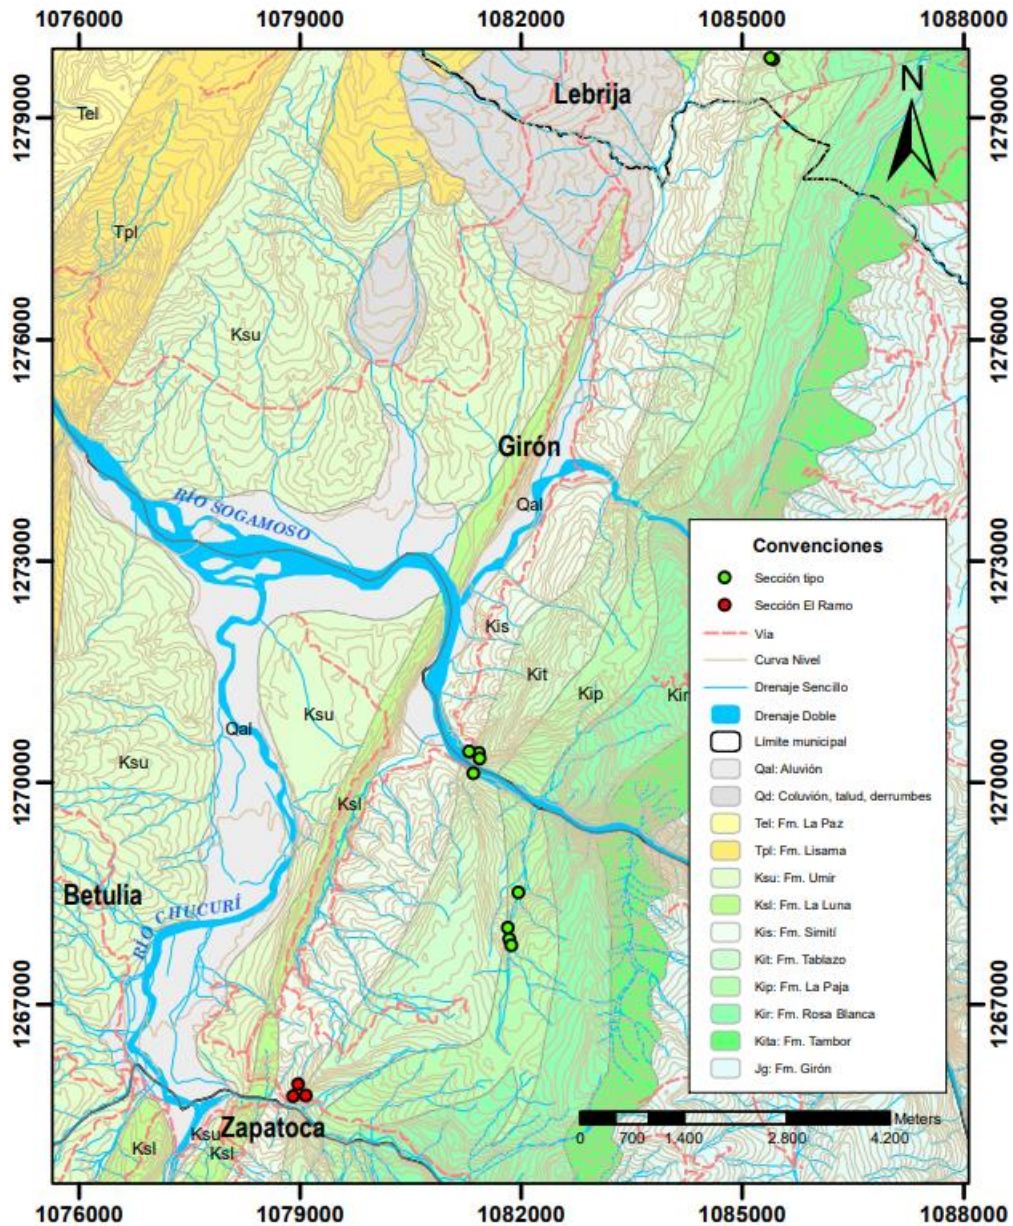 1076000 1079000 1082000 1085000 1088000
1279000
1279000
Lebrija
N
Tel
Tpl
1276000
1276000
Ksu
Girón
Qal
RÍO SOGAMOSO
1273000
1273000
Kis
Kit
Kip
Kir
Ksu
Qal
Ksu
1270000
1270000
Ksl
Betulia
RÍO CHUCURÍ
1267000
1267000
Convenciones
Sección tipo
Sección El Ramo
Vía
Curva Nivel
Drenaje Sencillo
Drenaje Doble
Límite municipal
Qal: Aluvión
Qd: Coluvión, talud, derrumbes
Tel: Fm. La Paz
Tpl: Fm. Lisama
Ksu: Fm. Umir
Ksl: Fm. La Luna
Kis: Fm. Simití
Kit: Fm. Tablazo
Kip: Fm. La Paja
Kir: Fm. Rosa Blanca
Kita: Fm. Tambor
Jg: Fm. Girón
Zapatoca
Ksu
Ksl
Ksl
Meters
0 700 1.400 2.800 4.200
1076000 1079000 1082000 1085000 1088000